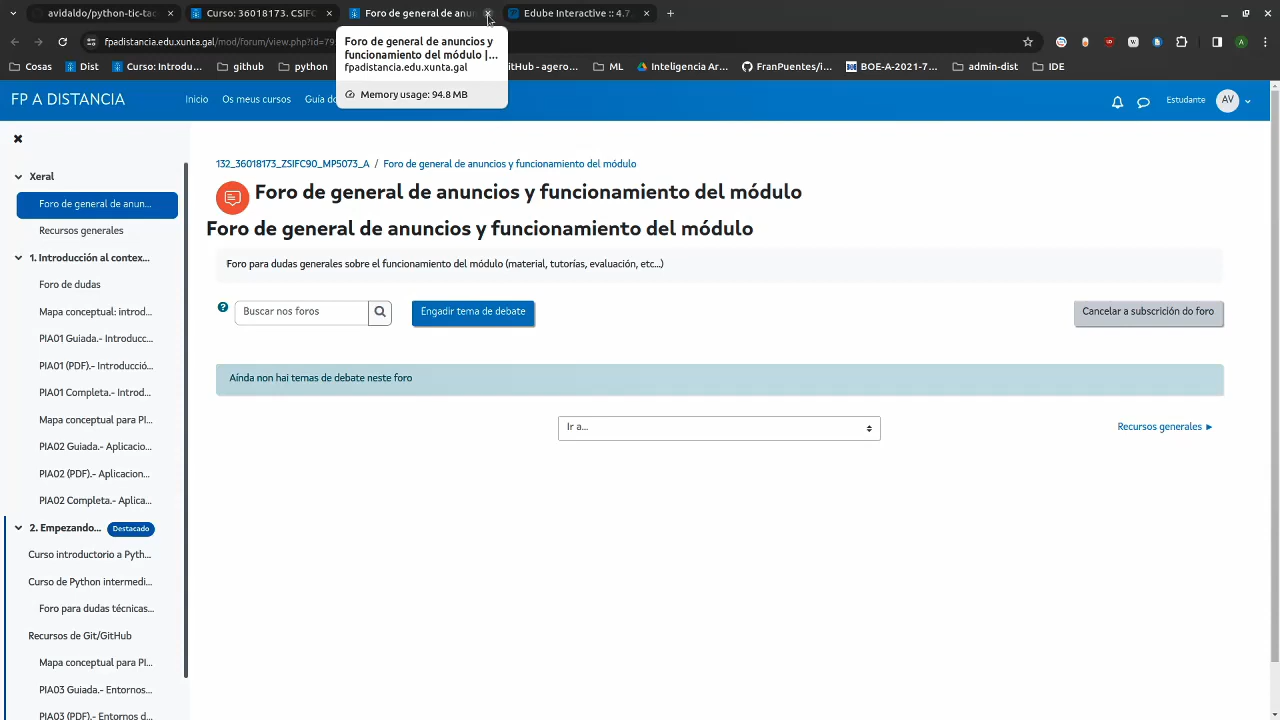 avidaldo/python-tic-ta
Curso: 36018173. CSIFC
Foro de general de anun
Edube Interactive :: 4.7.
fpadistancia.edu.xunta.gal/mod/forum/view.php?id=79
Foro de general de anuncios y
funcionamiento del módulo |...
fpadistancia.edu.xunta.gal
Memory usage: 94.8 MB
Cosas
Dist
Curso: Introdu...
github
python
tHub - agero...
ML
Inteligencia Ar...
FranPuentes/i...
BOE-A-2021-7...
admin-dist
IDE
FP A DISTANCIA
Inicio
Os meus cursos
Guía do
Estudante
AV
Xeral
Foro de general de anun...
Recursos generales
1. Introducción al contex...
Foro de dudas
Mapa conceptual: introd...
PIA01 Guiada.- Introducc...
PIA01 (PDF).- Introducció...
PIA01 Completa.- Introd...
Mapa conceptual para PI...
PIA02 Guiada.- Aplicacio...
PIA02 (PDF).- Aplicacion...
PIA02 Completa.- Aplica...
2. Empezando...
Destacado
Curso introductorio a Pyth...
Curso de Python intermedi...
Foro para dudas técnicas...
Recursos de Git/GitHub
Mapa conceptual para PI...
PIA03 Guiada.- Entornos...
PIA03 (PDF).- Entornos d...
132_36018173_ZSIFC90_MP5073_A / Foro de general de anuncios y funcionamiento del módulo
Foro de general de anuncios y funcionamiento del módulo
Foro de general de anuncios y funcionamiento del módulo
Foro para dudas generales sobre el funcionamiento del módulo (material, tutorías, evaluación, etc...)
Buscar nos foros
Engadir tema de debate
Cancelar a subscrición do foro
Aínda non hai temas de debate neste foro
Ir a...
Recursos generales ►